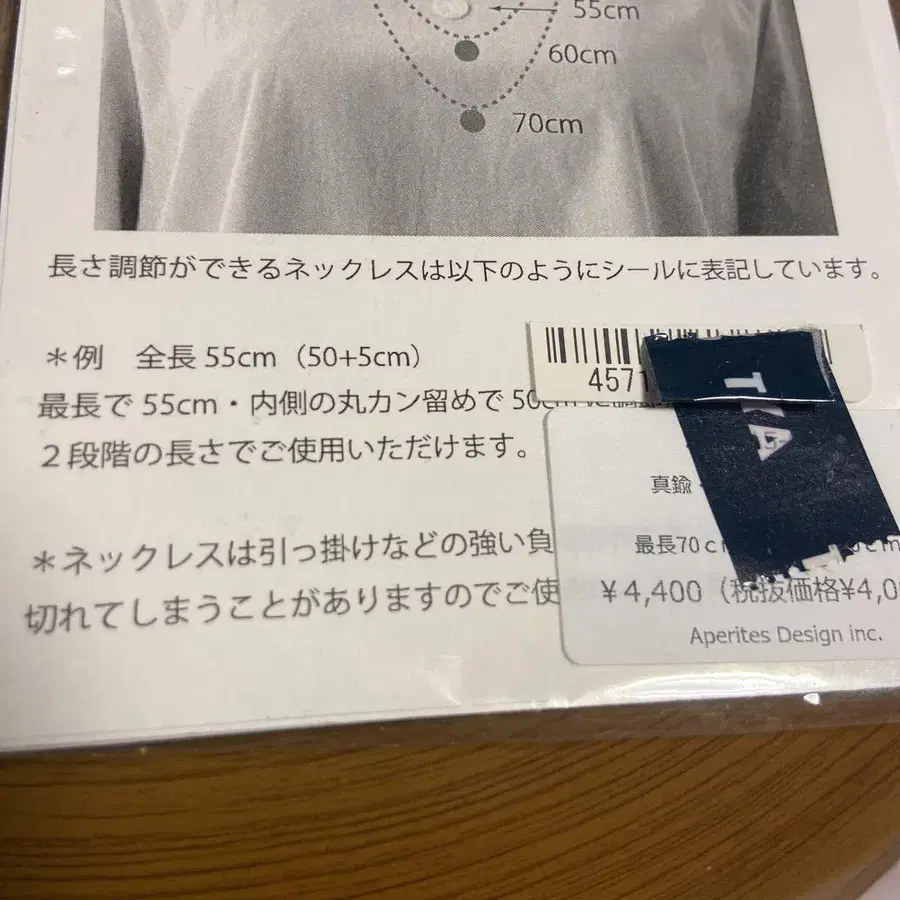 55cm
60cm
70cm
長さ調節ができるネックレスは以下のようにシールに表記しています。
＊例　全長 55cm（50+5cm）
最長で 55cm・内側の丸カン留めで 50cm
２段階の長さでご使用いただけます。
＊ネックレスは引っ掛けなどの強い負
切れてしまうことがありますのでご使
4571
真鍮
最長70c
￥4,400（税抜価格¥4,0
Aperites Design inc.